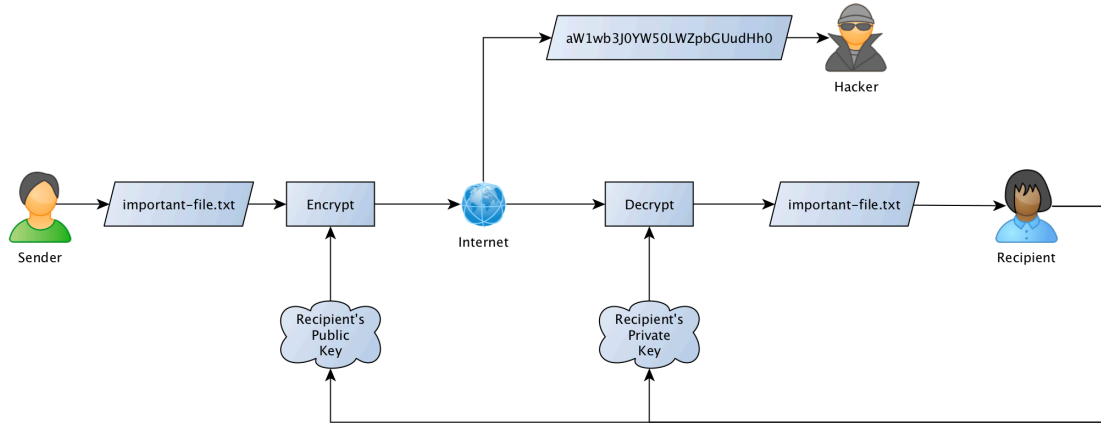 aW1wb3J0YW50LWZpbGUudHh0
Hacker
important-file.txt
Encrypt
Decrypt
important-file.txt
Sender
Internet
Recipient
Recipient's
Public
Key
Recipient's
Private
Key